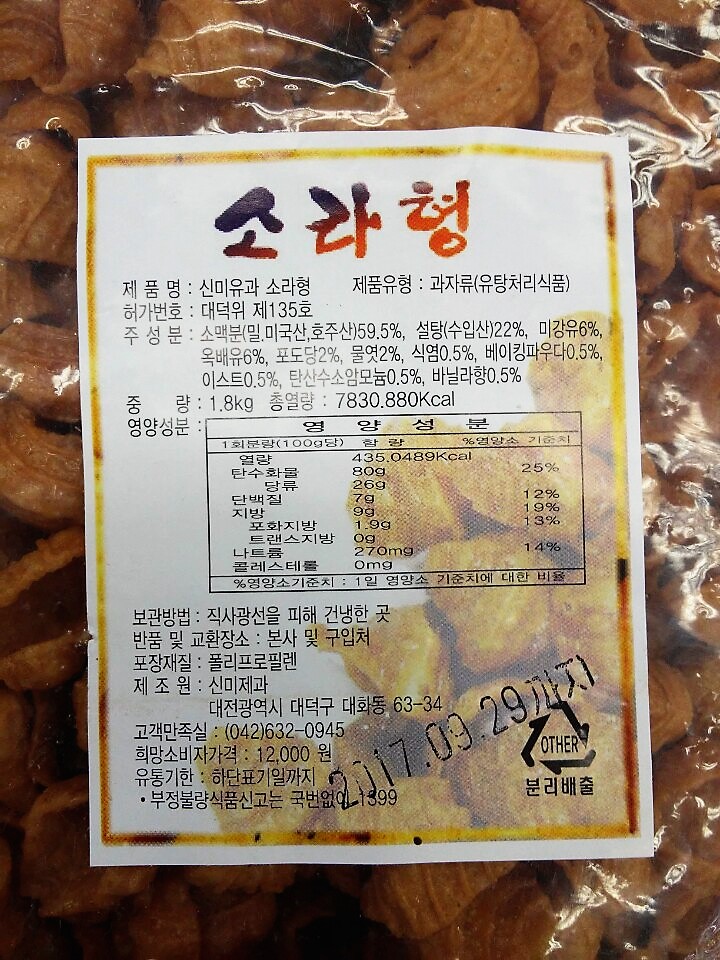 소라형
제 품 명 : 신미유과 소라형 제품유형 : 과자류(유탕처리식품)
허가번호 : 대덕위 제135호
주 성 분 : 소맥분(밀.미국산,호주산)59.5%, 설탕(수입산)22%, 미강유6%,
옥배유6%, 포도당2%, 물엿2%, 식염0.5%, 베이킹파우다0.5%,
이스트0.5%, 탄산수소암모늄0.5%, 바닐라향0.5%
중 량 : 1.8kg 총열량 : 7830.880Kcal
영양성분 :
영 양 성 분
1회분량(100g당) 함 량 %영양소 기준치
열량 435.0489Kcal
탄수화물 80g 25%
당류 26g
단백질 7g 12%
지방 9g 19%
포화지방 1.9g 13%
트랜스지방 0g
나트륨 270mg 14%
콜레스테롤 0mg
%영양소기준치 : 1일 영양소 기준치에 대한 비율
보관방법 : 직사광선을 피해 건냉한 곳
반품 및 교환장소 : 본사 및 구입처
포장재질 : 폴리프로필렌
제 조 원 : 신미제과
대전광역시 대덕구 대화동 63-34
고객만족실 : (042)632-0945
희망소비자가격 : 12,000 원
유통기한 : 하단표기일까지
•부정불량식품신고는 국번없이 1399
2017.09.29까지
OTHER
분리배출